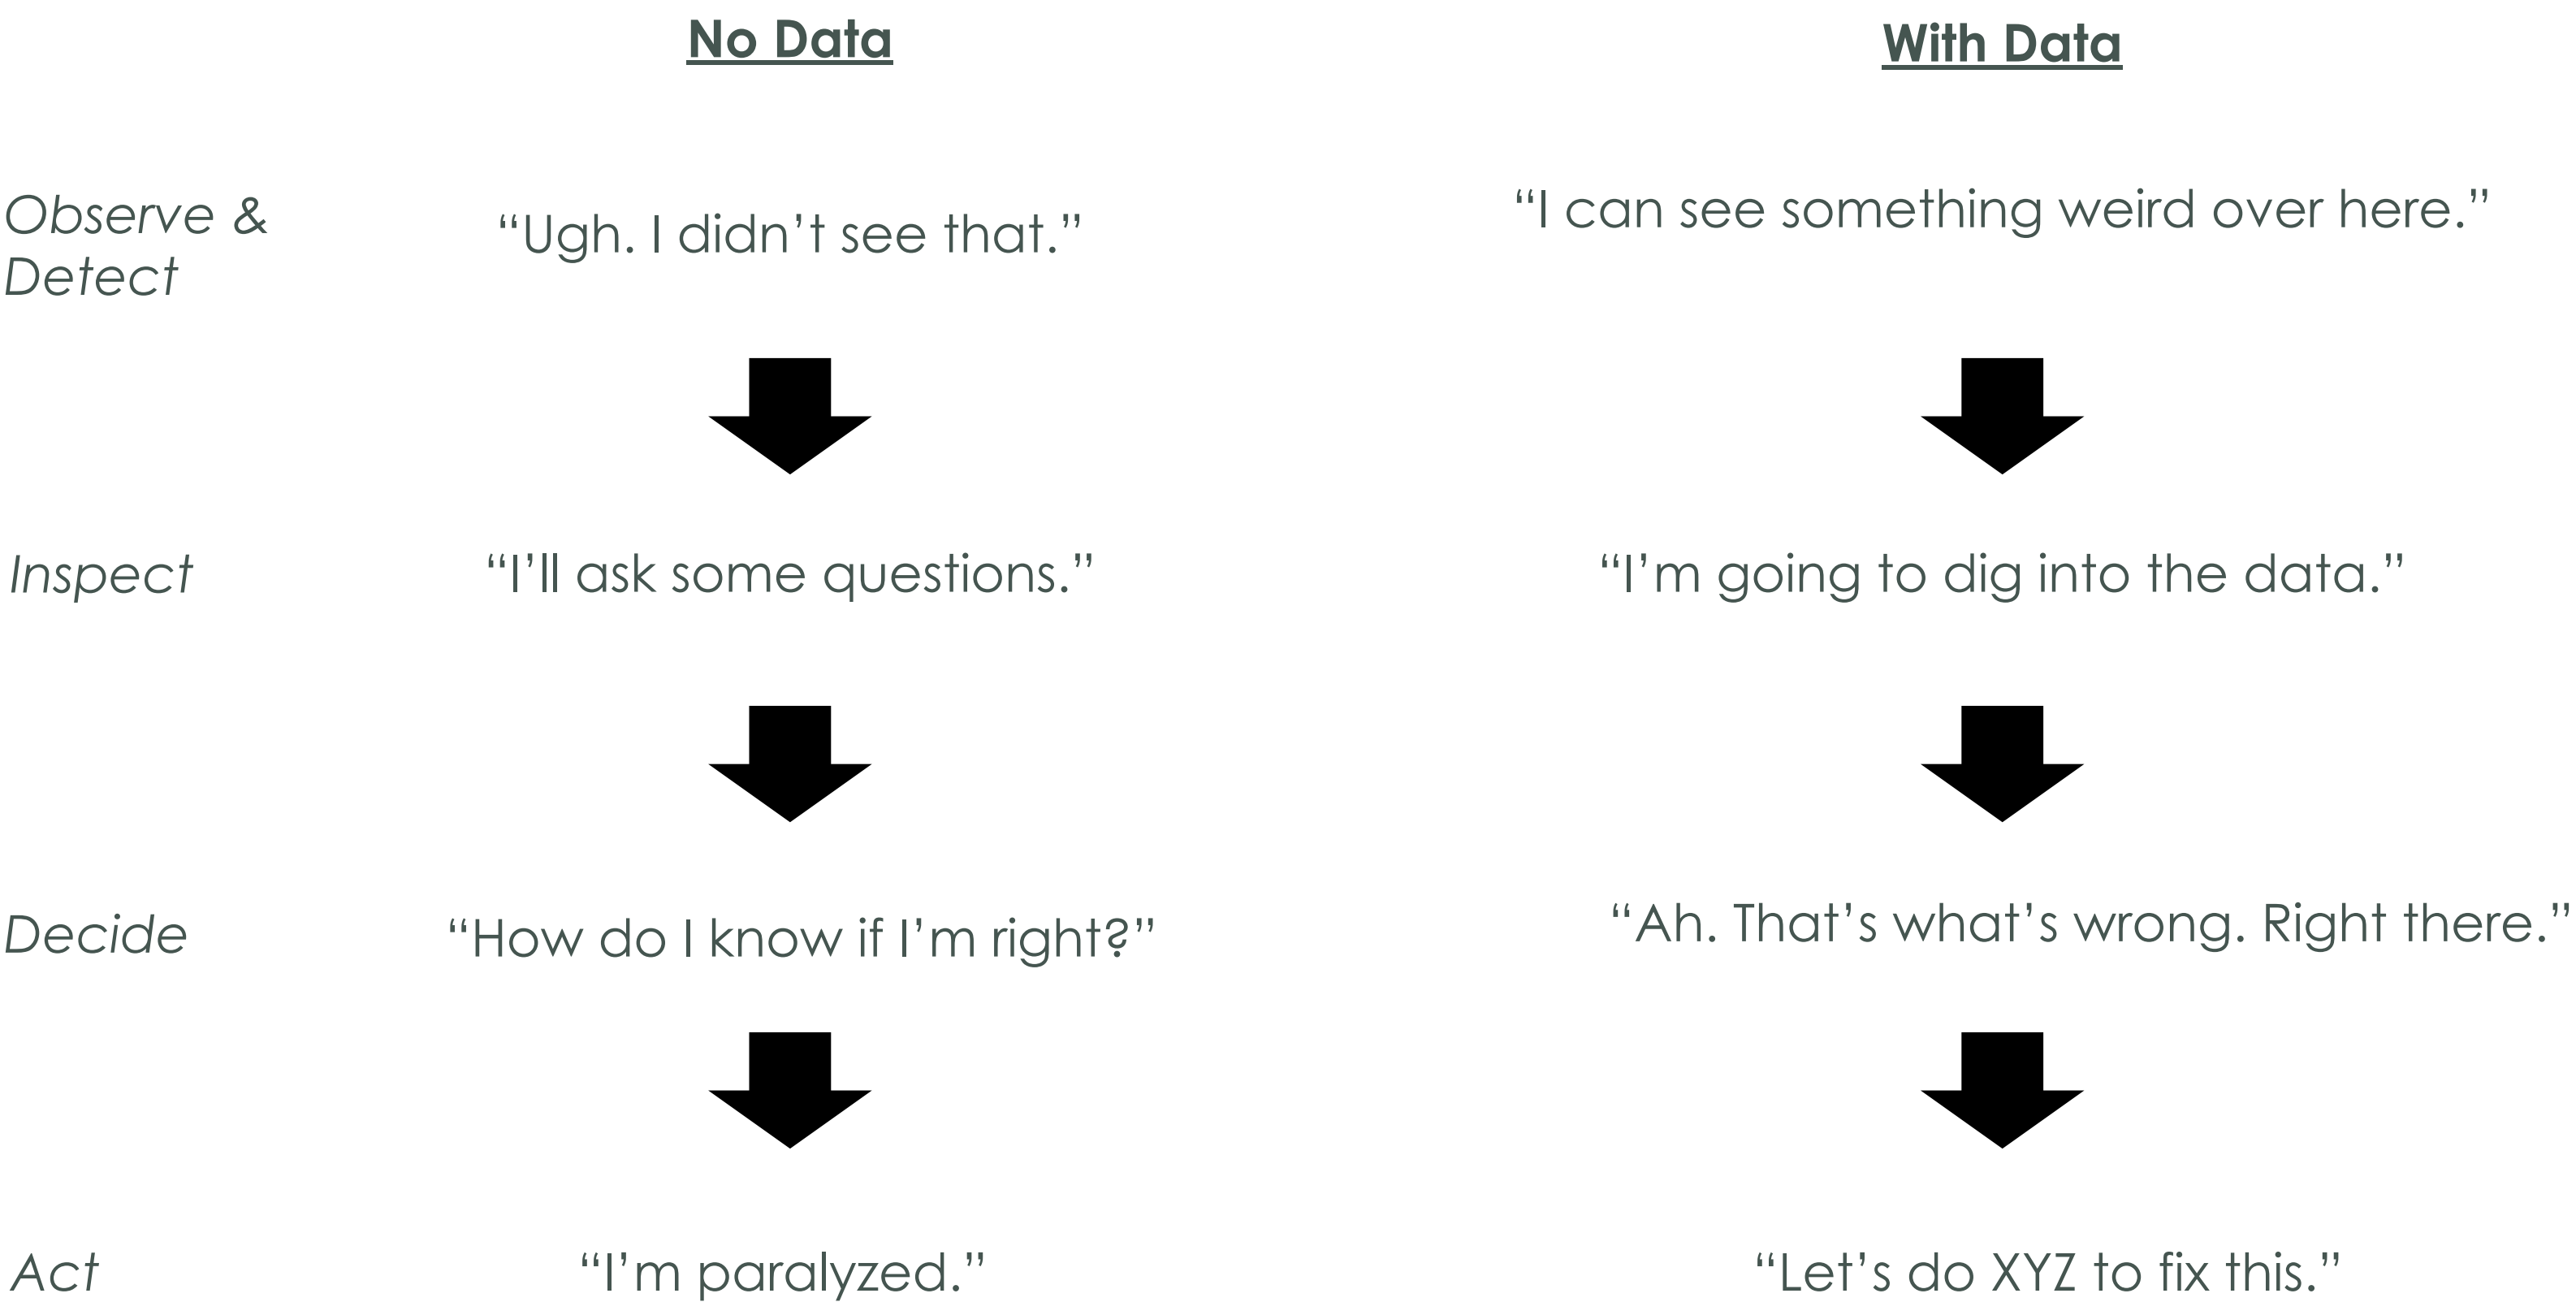 No Data
With Data
Observe &
Detect
“Ugh. I didn’t see that.”
“I can see something weird over here.”
Inspect
“I’ll ask some questions.”
“I’m going to dig into the data.”
Decide
“How do I know if I’m right?”
“Ah. That’s what’s wrong. Right there.”
Act
“I’m paralyzed.”
“Let’s do XYZ to fix this.”